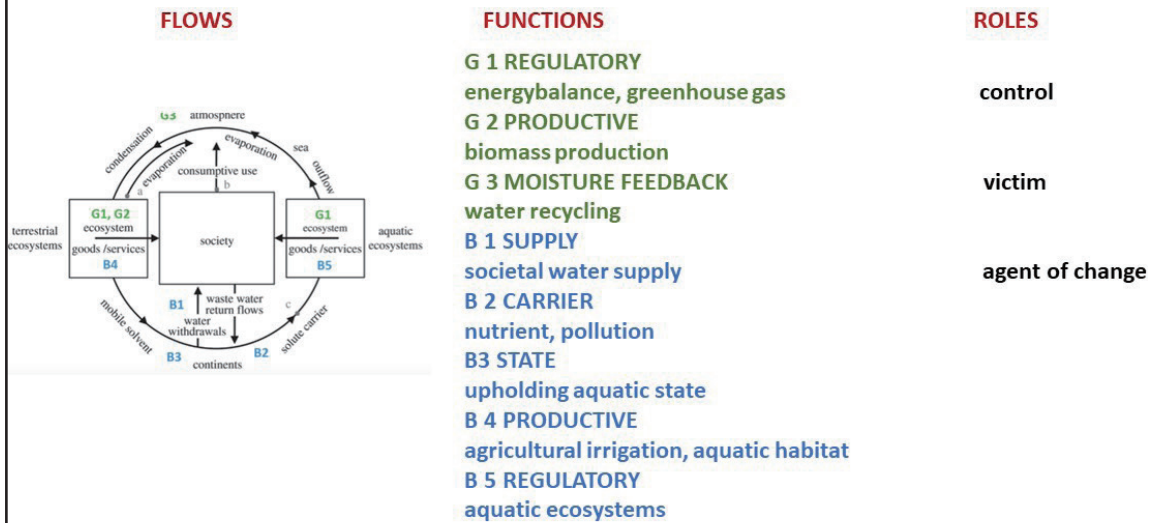 FLOWS
FUNCTIONS
ROLES
G3 atmospnere
condensation
evaporation
a
evaporation
sea
outflow
consumptive use
b
terrestrial
ecosystems
G1, G2
ecosystem
goods /services
B4
society
G1
ecosystem
goods /services
B5
aquatic
ecosystems
mobile solvent
B1
water
withdrawals
waste water
return flows
c
solute carrier
B3
B2
continents
G 1 REGULATORY
energybalance, greenhouse gas
G 2 PRODUCTIVE
biomass production
G 3 MOISTURE FEEDBACK
water recycling
B 1 SUPPLY
societal water supply
B 2 CARRIER
nutrient, pollution
B3 STATE
upholding aquatic state
B 4 PRODUCTIVE
agricultural irrigation, aquatic habitat
B 5 REGULATORY
aquatic ecosystems
control
victim
agent of change